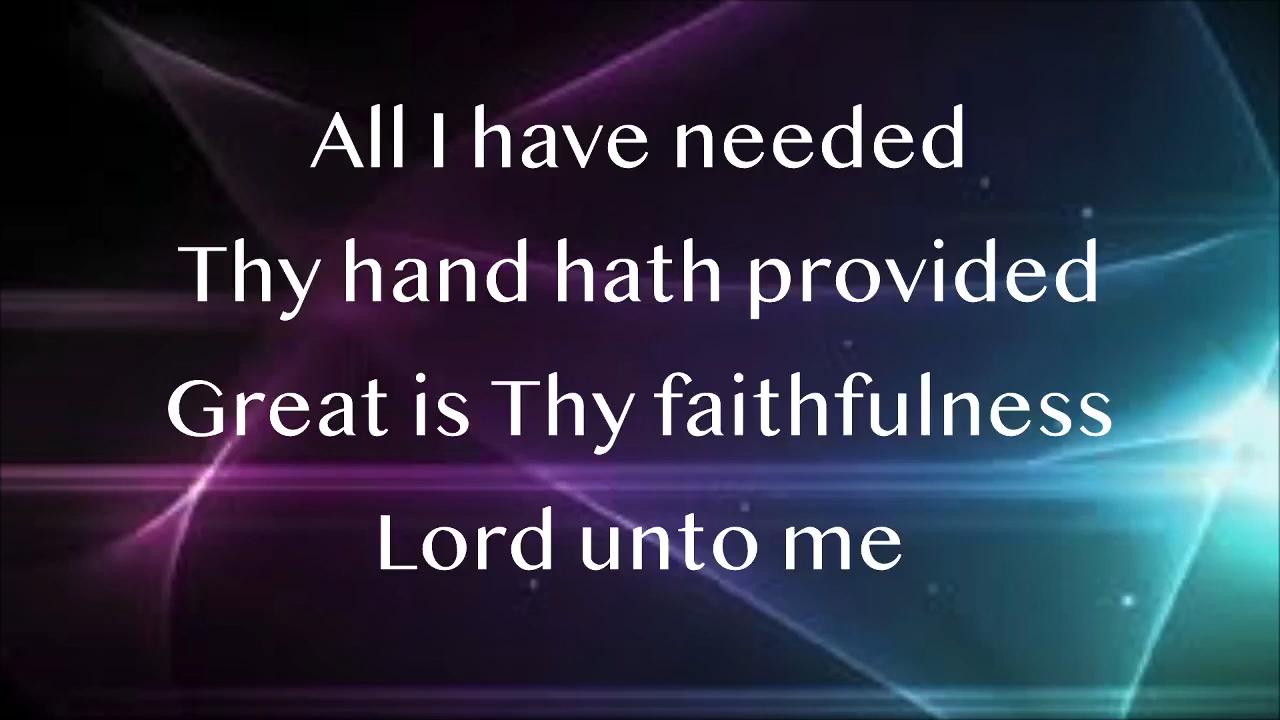 All I have needed
Thy hand hath provided
Great is Thy faithfulness
Lord unto me